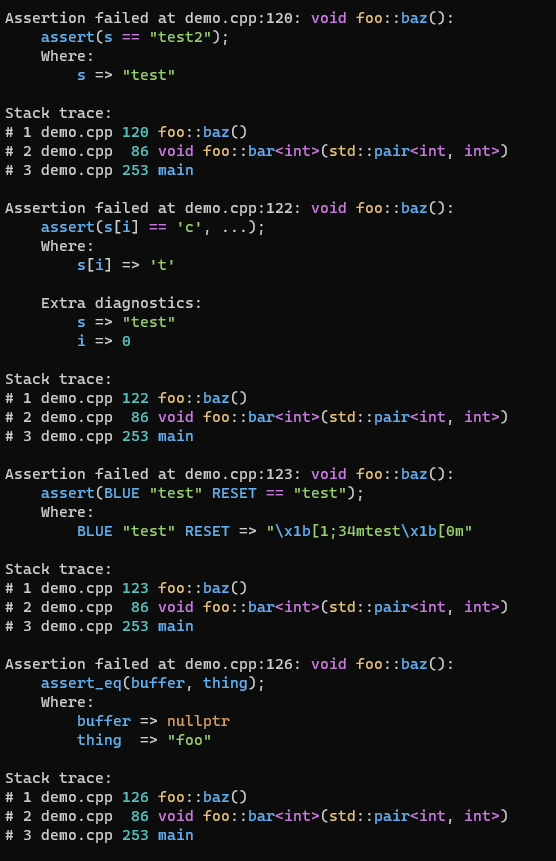 Assertion failed at demo.cpp:120: void foo::baz():
    assert(s == "test2");
    Where:
        s => "test"

Stack trace:
# 1 demo.cpp 120 foo::baz()
# 2 demo.cpp  86 void foo::bar<int>(std::pair<int, int>)
# 3 demo.cpp 253 main

Assertion failed at demo.cpp:122: void foo::baz():
    assert(s[i] == 'c', ...);
    Where:
        s[i] => 't'

    Extra diagnostics:
        s => "test"
        i => 0

Stack trace:
# 1 demo.cpp 122 foo::baz()
# 2 demo.cpp  86 void foo::bar<int>(std::pair<int, int>)
# 3 demo.cpp 253 main

Assertion failed at demo.cpp:123: void foo::baz():
    assert(BLUE "test" RESET == "test");
    Where:
        BLUE "test" RESET => "\x1b[1;34mtest\x1b[0m"

Stack trace:
# 1 demo.cpp 123 foo::baz()
# 2 demo.cpp  86 void foo::bar<int>(std::pair<int, int>)
# 3 demo.cpp 253 main

Assertion failed at demo.cpp:126: void foo::baz():
    assert_eq(buffer, thing);
    Where:
        buffer => nullptr
        thing  => "foo"

Stack trace:
# 1 demo.cpp 126 foo::baz()
# 2 demo.cpp  86 void foo::bar<int>(std::pair<int, int>)
# 3 demo.cpp 253 main